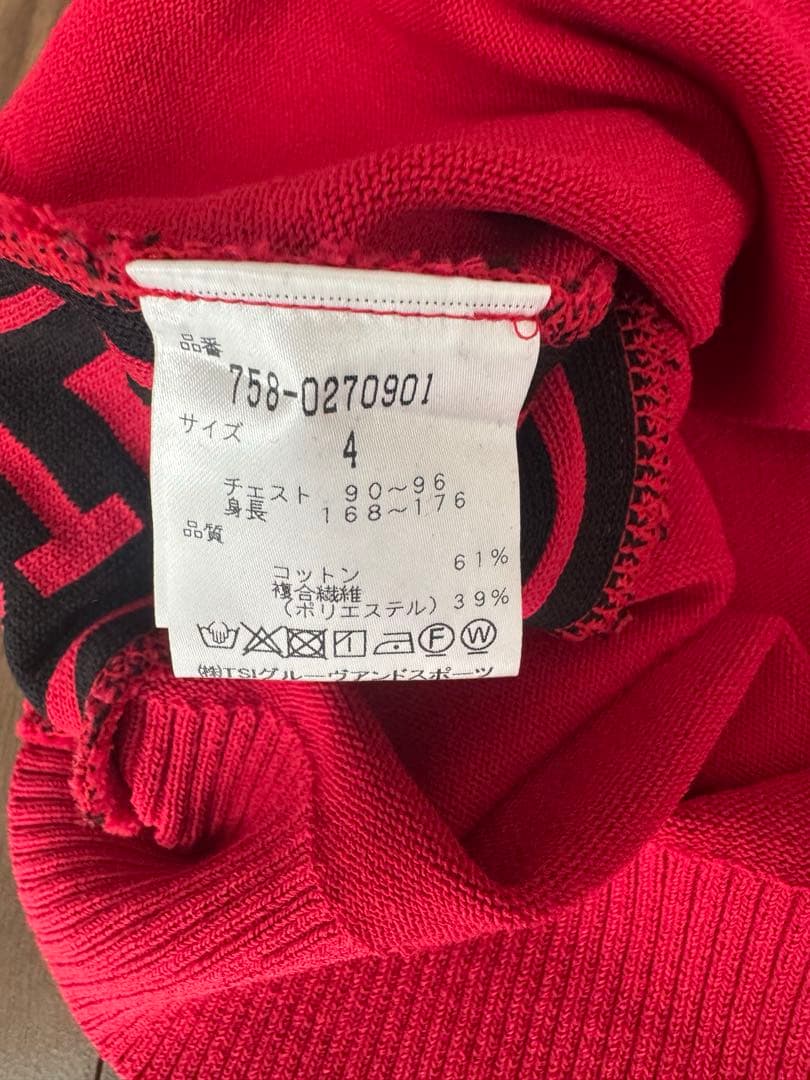 品番
758-0270901
サイズ
4
チェスト 90～96
身長 168～176
品質
コットン 61%
複合繊維
(ポリエステル) 39%
F W
(株)TSIグルーヴアンドスポーツ